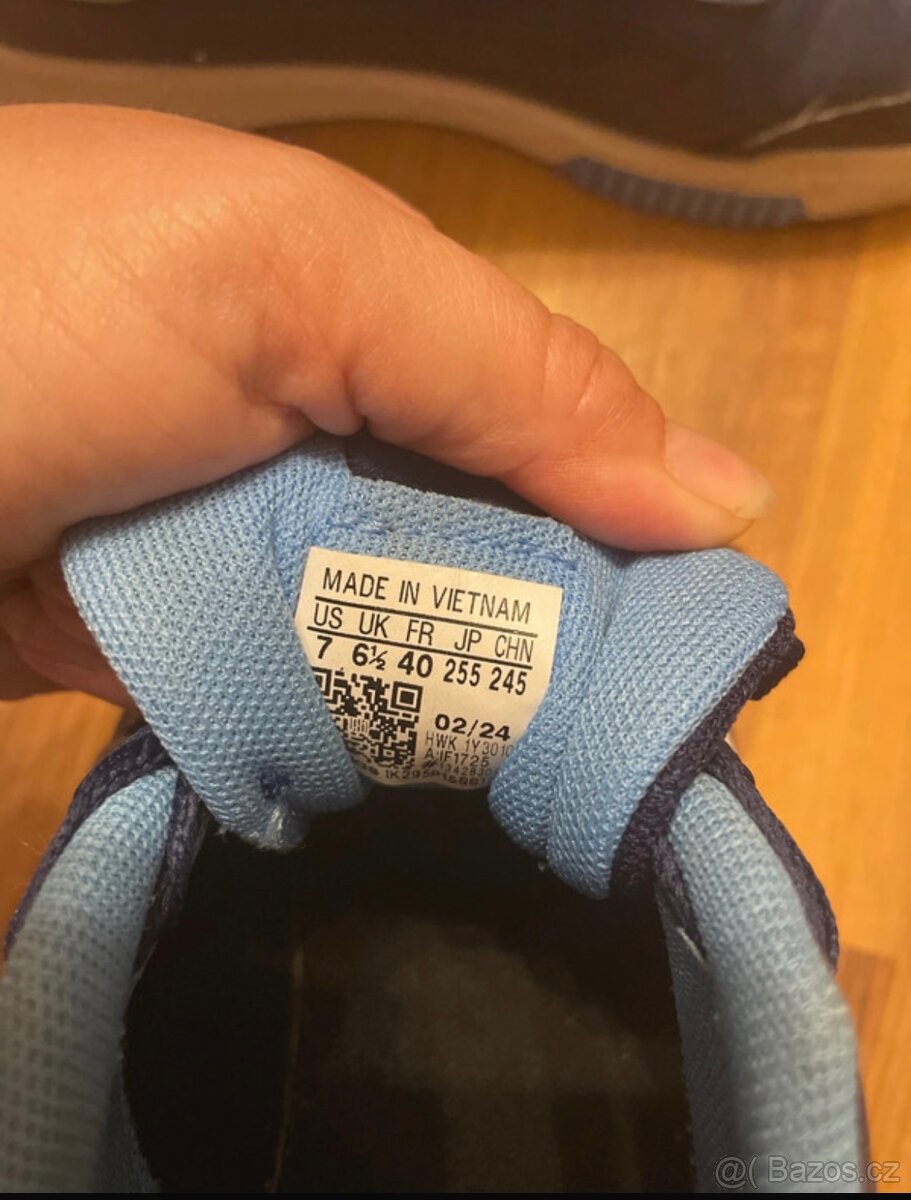 MADE IN VIETNAM
US UK FR JP CHN
7 6½ 40 255 245
02/24
HWK 1Y3010
A:IF1725
@( Bazos.cz